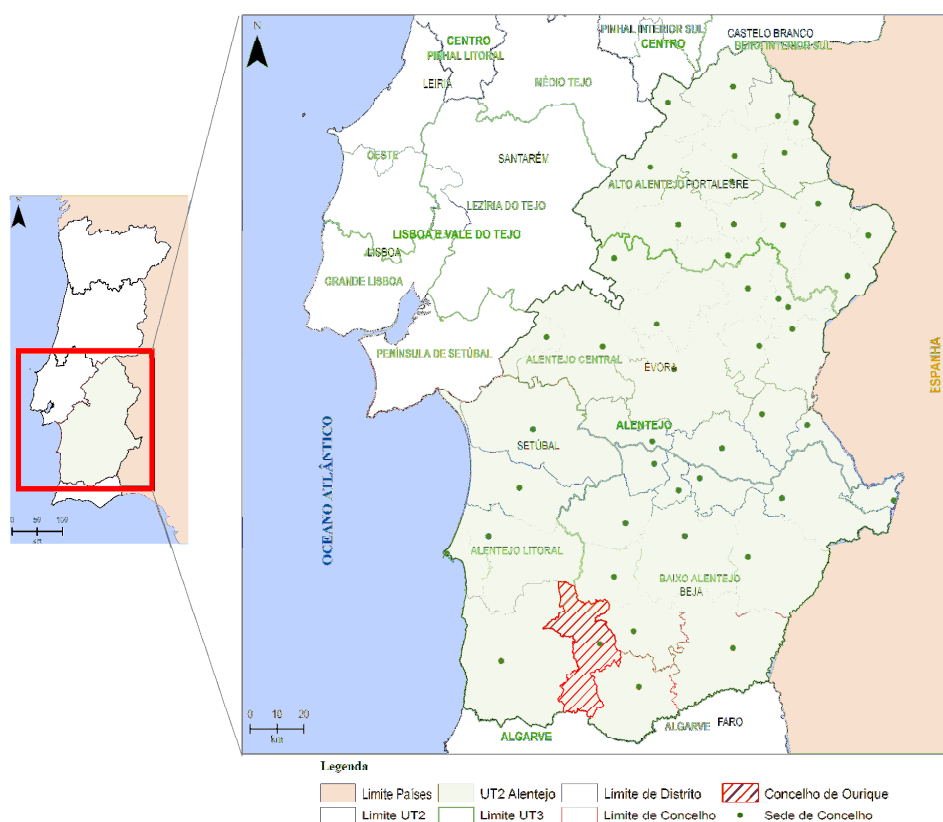 N
PINHAL INTERIOR SUL
CASTELO BRANCO
CENTRO
CENTRO
BEIRA INTERIOR SUL
PINHAL LITORAL
LEIRIA
MÉDIO TEJO
OESTE
SANTARÉM
ALTO ALENTEJO
PORTALEGRE
LEZÍRIA DO TEJO
LISBOA E VALE DO TEJO
LISBOA
GRANDE LISBOA
PENÍNSULA DE SETÚBAL
ALENTEJO CENTRAL
ÉVORA
ESPANHA
ALENTEJO
SETÚBAL
OCEANO ATLÂNTICO
ALENTEJO LITORAL
BAIXO ALENTEJO
BEJA
0 50 100
km
0 10 20
km
ALGARVE
ALGARVE
FARO
Legenda
Limite Países
UT2 Alentejo
Limite de Distrito
Concelho de Ourique
Limite UT2
Limite UT3
Limite de Concelho
Sede de Concelho